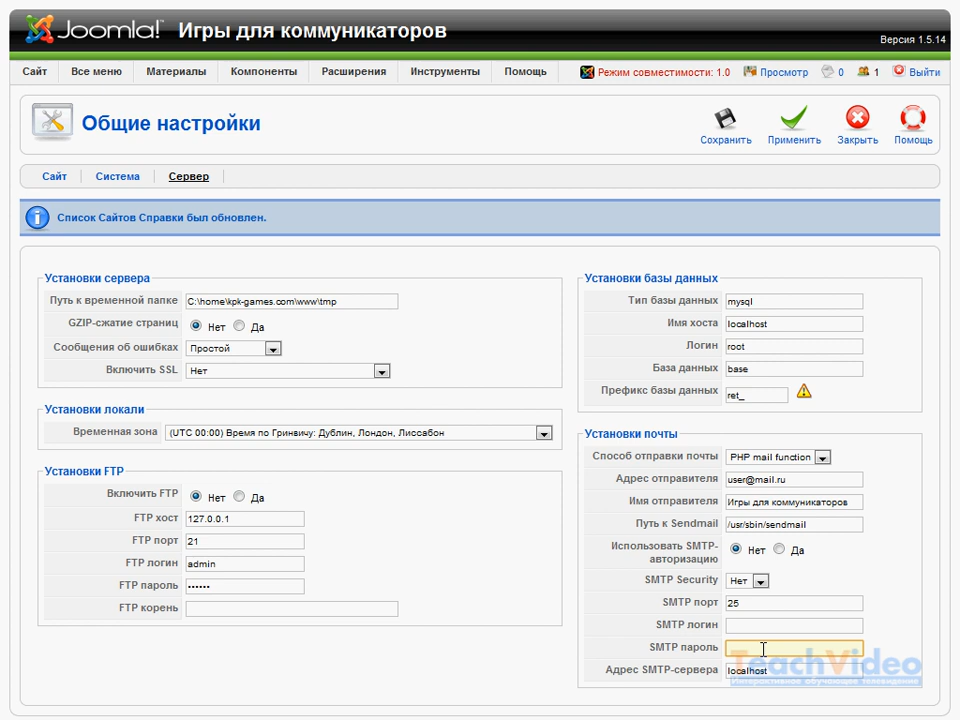 Joomla! Игры для коммуникаторов
Версия 1.5.14
Сайт Все меню Материалы Компоненты Расширения Инструменты Помощь Режим совместимости: 1.0 Просмотр 0 1 Выйти
Общие настройки
Сохранить Применить Закрыть Помощь
Сайт Система Сервер
Список Сайтов Справки был обновлен.
Установки сервера
Путь к временной папке C:\home\kpk-games.com\www\tmp
GZIP-сжатие страниц Нет Да
Сообщения об ошибках Простой
Включить SSL Нет
Установки локали
Временная зона (UTC 00:00) Время по Гринвичу: Дублин, Лондон, Лиссабон
Установки FTP
Включить FTP Нет Да
FTP хост 127.0.0.1
FTP порт 21
FTP логин admin
FTP пароль ••••••
FTP корень
Установки базы данных
Тип базы данных mysql
Имя хоста localhost
Логин root
База данных base
Префикс базы данных ret_
Установки почты
Способ отправки почты PHP mail function
Адрес отправителя user@mail.ru
Имя отправителя Игры для коммуникаторов
Путь к Sendmail /usr/sbin/sendmail
Использовать SMTP-
авторизацию Нет Да
SMTP Security Нет
SMTP порт 25
SMTP логин
SMTP пароль
Адрес SMTP-сервера localhost
TeachVideo
Интерактивное обучающее телевидение